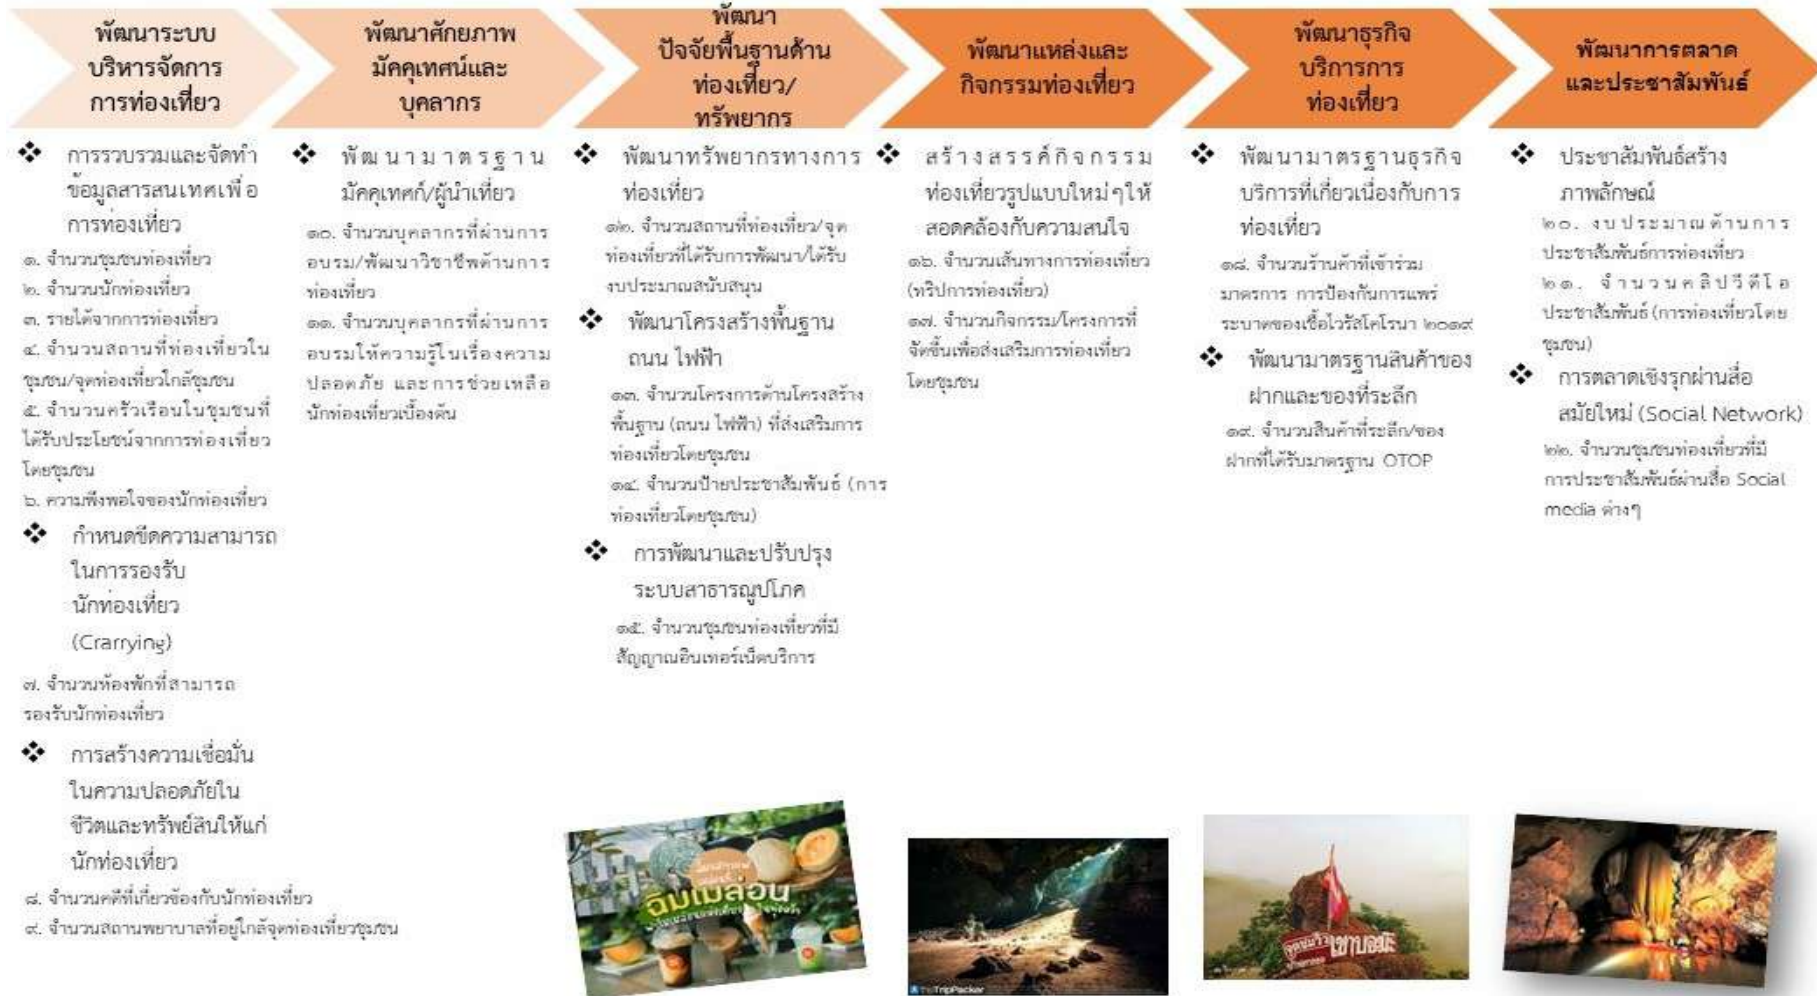 พัฒนาระบบ
บริหารจัดการ
การท่องเที่ยว
พัฒนาศักยภาพ
มัคคุเทศน์และ
บุคลากร
พัฒนา
ปัจจัยพื้นฐานด้าน
ท่องเที่ยว/
ทรัพยากร
พัฒนาแหล่งและ
กิจกรรมท่องเที่ยว
พัฒนาธุรกิจ
บริการการ
ท่องเที่ยว
พัฒนาการตลาด
และประชาสัมพันธ์
❖ การรวบรวมและจัดทำ
ข้อมูลสารสนเทศเพื่อ
การท่องเที่ยว
๑. จำนวนชุมชนท่องเที่ยว
๒. จำนวนนักท่องเที่ยว
๓. รายได้จากการท่องเที่ยว
๔. จำนวนสถานที่ท่องเที่ยวใน
ชุมชน/จุดท่องเที่ยวใกล้ชุมชน
๕. จำนวนครัวเรือนในชุมชนที่
ได้รับประโยชน์จากการท่องเที่ยว
โดยชุมชน
๖. ความพึงพอใจของนักท่องเที่ยว
❖ กำหนดขีดความสามารถ
ในการรองรับ
นักท่องเที่ยว
(Crarrying)
๗. จำนวนห้องพักที่สามารถ
รองรับนักท่องเที่ยว
❖ การสร้างความเชื่อมั่น
ในความปลอดภัยใน
ชีวิตและทรัพย์สินให้แก่
นักท่องเที่ยว
๘. จำนวนคดีที่เกี่ยวข้องกับนักท่องเที่ยว
๙. จำนวนสถานพยาบาลที่อยู่ใกล้จุดท่องเที่ยวชุมชน
❖ พัฒนามาตรฐาน
มัคคุเทศก์/ผู้นำเที่ยว
๑๐. จำนวนบุคลากรที่ผ่านการ
อบรม/พัฒนาวิชาชีพด้านการ
ท่องเที่ยว
๑๑. จำนวนบุคลากรที่ผ่านการ
อบรมให้ความรู้ในเรื่องความ
ปลอดภัย และการช่วยเหลือ
นักท่องเที่ยวเบื้องต้น
❖ พัฒนาทรัพยากรทางการ
ท่องเที่ยว
๑๒. จำนวนสถานที่ท่องเที่ยว/จุด
ท่องเที่ยวที่ได้รับการพัฒนา/ได้รับ
งบประมาณสนับสนุน
❖ พัฒนาโครงสร้างพื้นฐาน
ถนน ไฟฟ้า
๑๓. จำนวนโครงการด้านโครงสร้าง
พื้นฐาน (ถนน ไฟฟ้า) ที่ส่งเสริมการ
ท่องเที่ยวโดยชุมชน
๑๔. จำนวนป้ายประชาสัมพันธ์ (การ
ท่องเที่ยวโดยชุมชน)
❖ การพัฒนาและปรับปรุง
ระบบสาธารณูปโภค
๑๕. จำนวนชุมชนท่องเที่ยวที่มี
สัญญาณอินเทอร์เน็ตบริการ
❖ สร้างสรรค์กิจกรรม
ท่องเที่ยวรูปแบบใหม่ๆให้
สอดคล้องกับความสนใจ
๑๖. จำนวนเส้นทางการท่องเที่ยว
(ทริปการท่องเที่ยว)
๑๗. จำนวนกิจกรรม/โครงการที่
จัดขึ้นเพื่อส่งเสริมการท่องเที่ยว
โดยชุมชน
❖ พัฒนามาตรฐานธุรกิจ
บริการที่เกี่ยวเนื่องกับการ
ท่องเที่ยว
๑๘. จำนวนร้านค้าที่เข้าร่วม
มาตรการ การป้องกันการแพร่
ระบาดของเชื้อไวรัสโคโรนา ๒๐๑๙
❖ พัฒนามาตรฐานสินค้าของ
ฝากและของที่ระลึก
๑๙. จำนวนสินค้าที่ระลึก/ของ
ฝากที่ได้รับมาตรฐาน OTOP
❖ ประชาสัมพันธ์สร้าง
ภาพลักษณ์
๒๐. งบประมาณด้านการ
ประชาสัมพันธ์การท่องเที่ยว
๒๑. จำนวนคลิปวีดีโอ
ประชาสัมพันธ์ (การท่องเที่ยวโดย
ชุมชน)
❖ การตลาดเชิงรุกผ่านสื่อ
สมัยใหม่ (Social Network)
๒๒. จำนวนชุมชนท่องเที่ยวที่มี
การประชาสัมพันธ์ผ่านสื่อ Social
media ต่างๆ
ฉิมเมล่อน
TripPacker
จุดชมวิว
เขาบอฉีะ